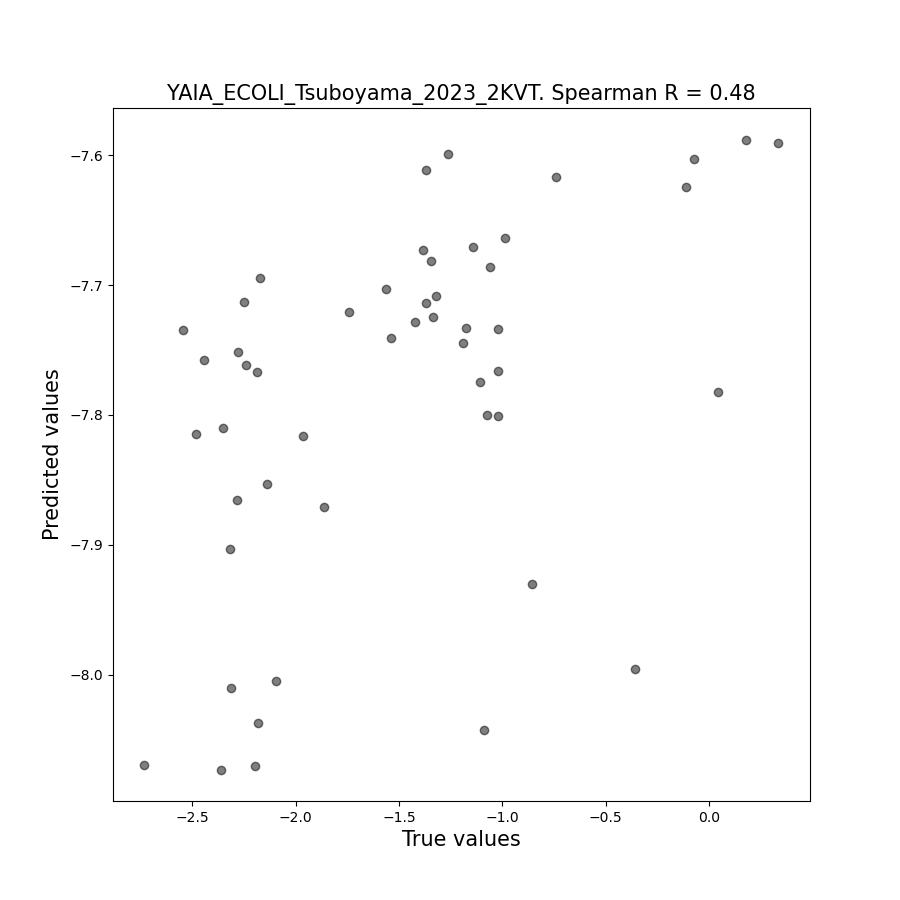 YAIA_ECOLI_Tsuboyama_2023_2KVT. Spearman R = 0.48
Predicted values
−7.6
−7.7
−7.8
−7.9
−8.0
−2.5 −2.0 −1.5 −1.0 −0.5 0.0
True values